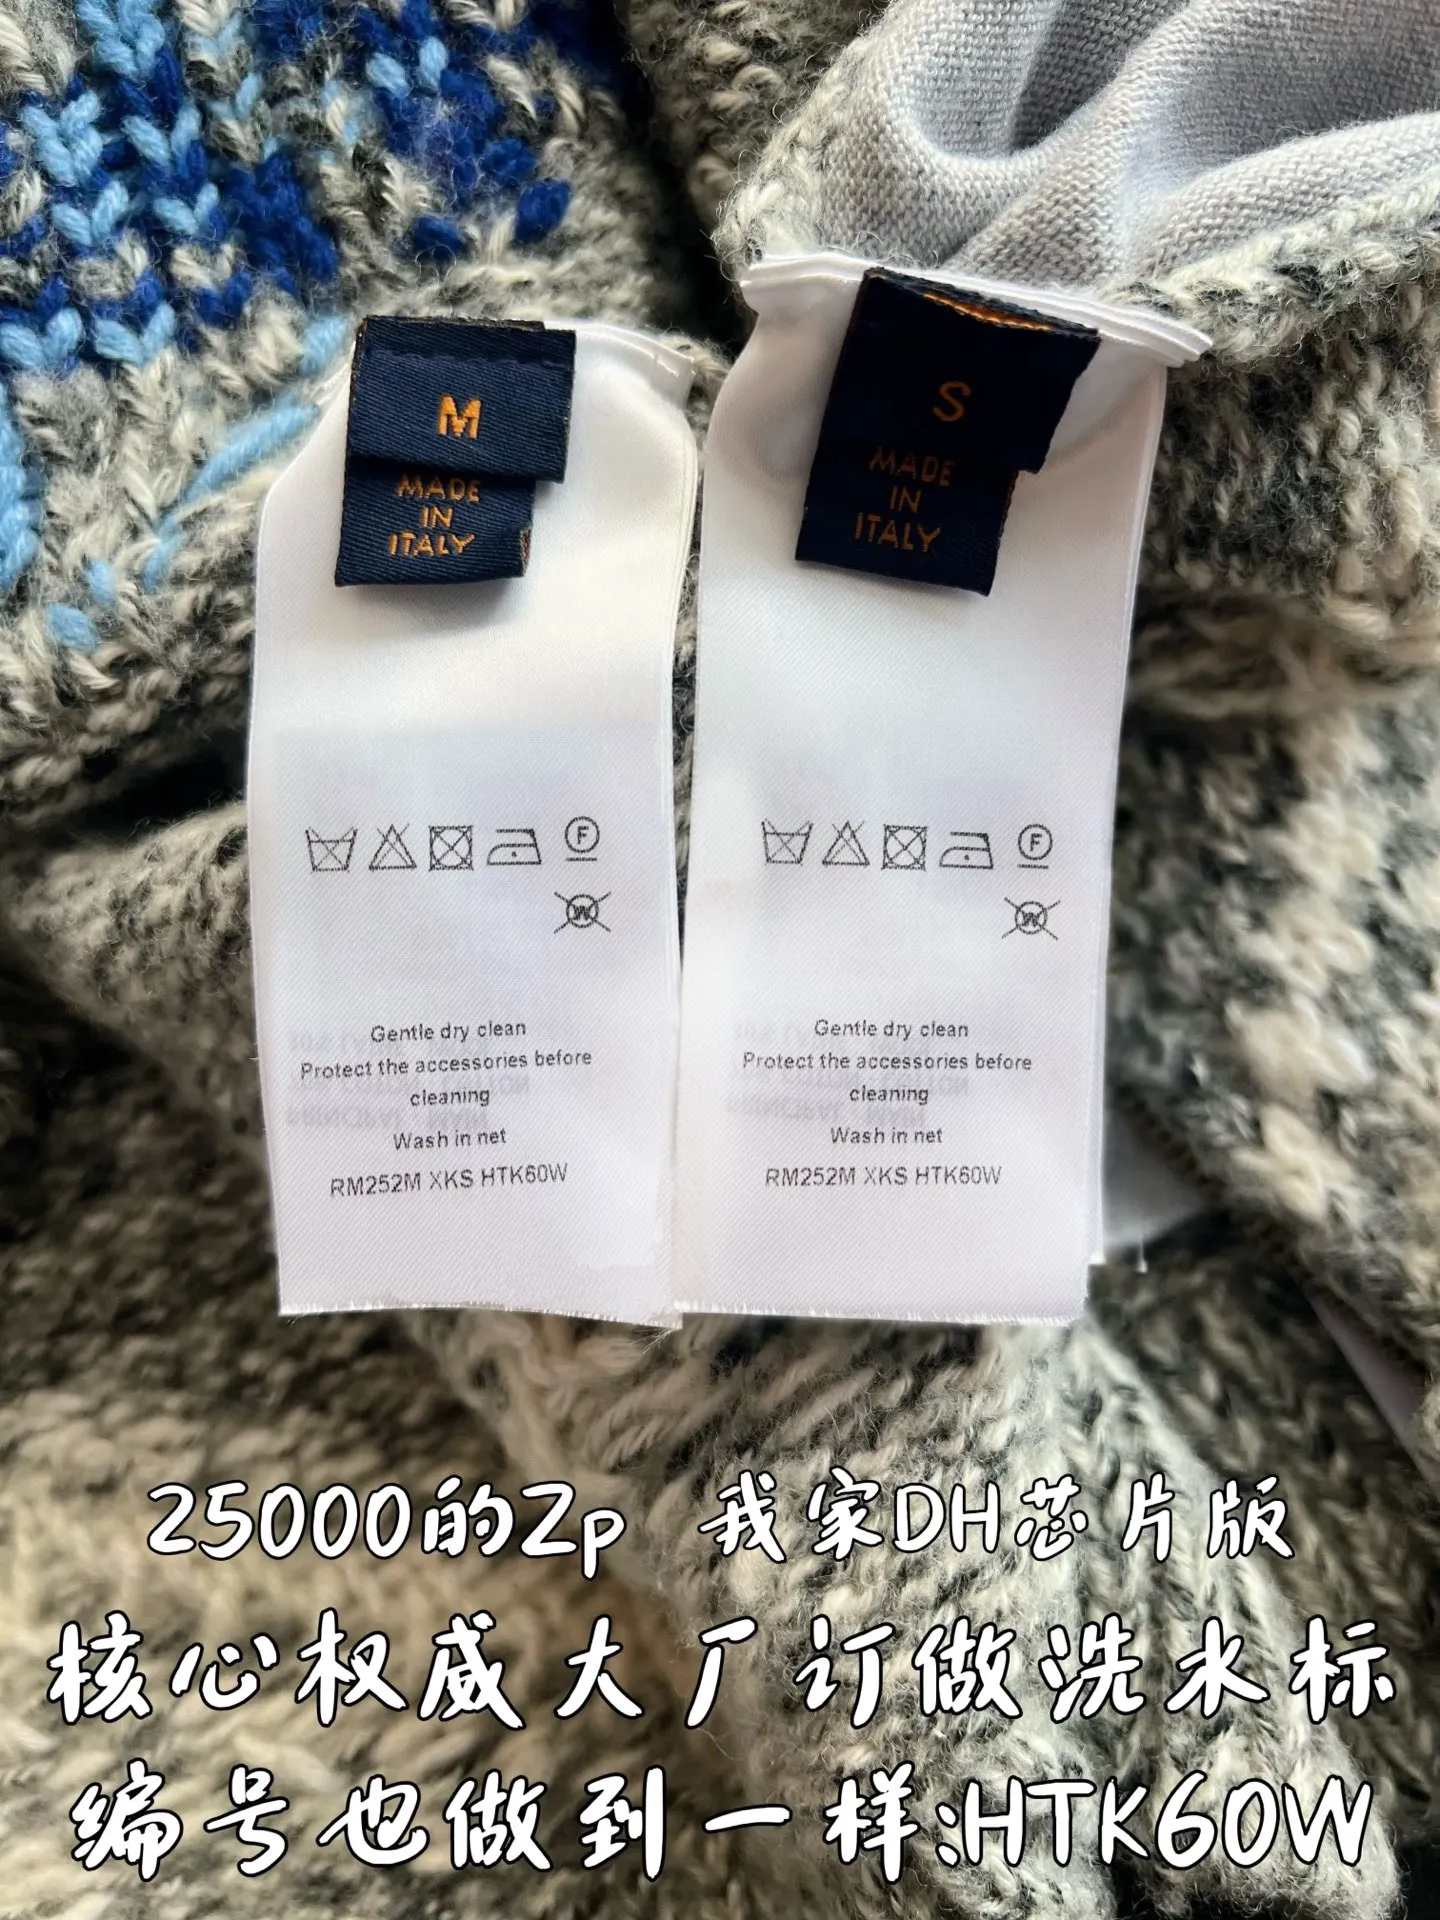 M
MADE
IN
ITALY
S
MADE
IN
ITALY
F
W
Gentle dry clean
Protect the accessories before
cleaning
Wash in net
RM252M XKS HTK60W
F
W
Gentle dry clean
Protect the accessories before
cleaning
Wash in net
RM252M XKS HTK60W
25000的Zp 我家DH芯片版
核心权威大厂订做洗水标
编号也做到一样:HTK60W